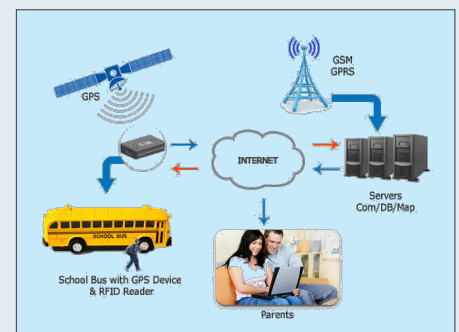 GPS
GSM
GPRS
INTERNET
Servers
Com/DB/Map
SCHOOL BUS
School Bus with GPS Device
& RFID Reader
Parents